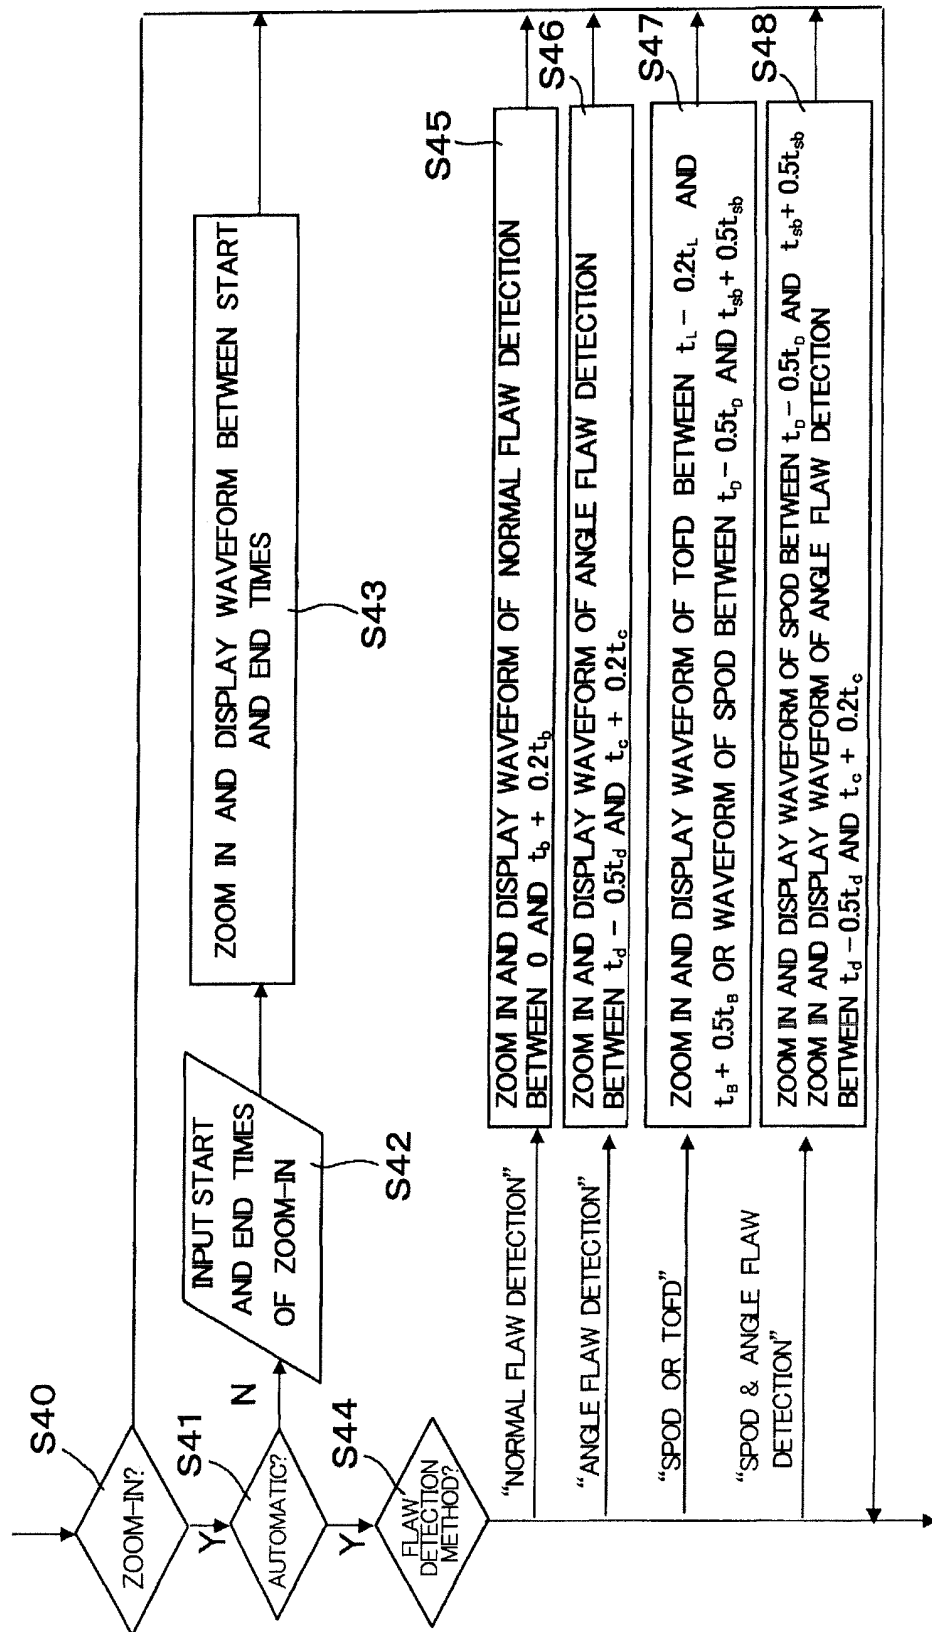 S40
ZOOM-IN?
Y
S41
AUTOMATIC?
N
Y
INPUT START
AND END TIMES
OF ZOOM-IN
S42
ZOOM IN AND DISPLAY WAVEFORM BETWEEN START
AND END TIMES
S43
S44
FLAW
DETECTION
METHOD?
“NORMAL FLAW DETECTION”
ZOOM IN AND DISPLAY WAVEFORM OF NORMAL FLAW DETECTION
BETWEEN 0 AND t_b + 0.2t_b
S45
“ANGLE FLAW DETECTION”
ZOOM IN AND DISPLAY WAVEFORM OF ANGLE FLAW DETECTION
BETWEEN t_d − 0.5t_d AND t_c + 0.2t_c
S46
“SPOD OR TOFD”
ZOOM IN AND DISPLAY WAVEFORM OF TOFD BETWEEN t_L − 0.2t_L AND
t_B + 0.5t_B OR WAVEFORM OF SPOD BETWEEN t_D − 0.5t_D AND t_sb + 0.5t_sb
S47
“SPOD & ANGLE FLAW
DETECTION”
ZOOM IN AND DISPLAY WAVEFORM OF SPOD BETWEEN t_D − 0.5t_D AND t_sb + 0.5t_sb
ZOOM IN AND DISPLAY WAVEFORM OF ANGLE FLAW DETECTION
BETWEEN t_d − 0.5t_d AND t_c + 0.2t_c
S48